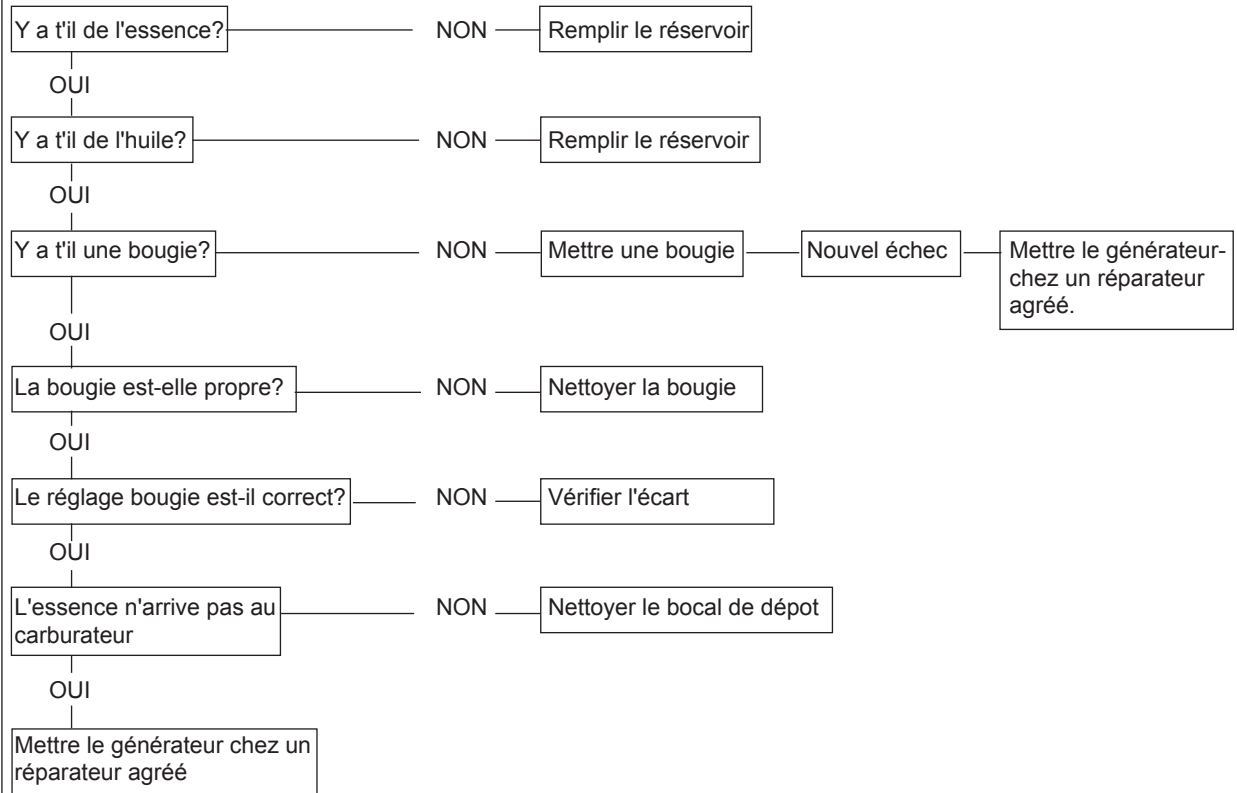 Y a t'il de l'essence? NON Remplir le réservoir
OUI
Y a t'il de l'huile? NON Remplir le réservoir
OUI
Y a t'il une bougie? NON Mettre une bougie Nouvel échec Mettre le générateur-
chez un réparateur
agréé.
OUI
La bougie est-elle propre? NON Nettoyer la bougie
OUI
Le réglage bougie est-il correct? NON Vérifier l'écart
OUI
L'essence n'arrive pas au NON Nettoyer le bocal de dépot
carburateur
OUI
Mettre le générateur chez un
réparateur agréé